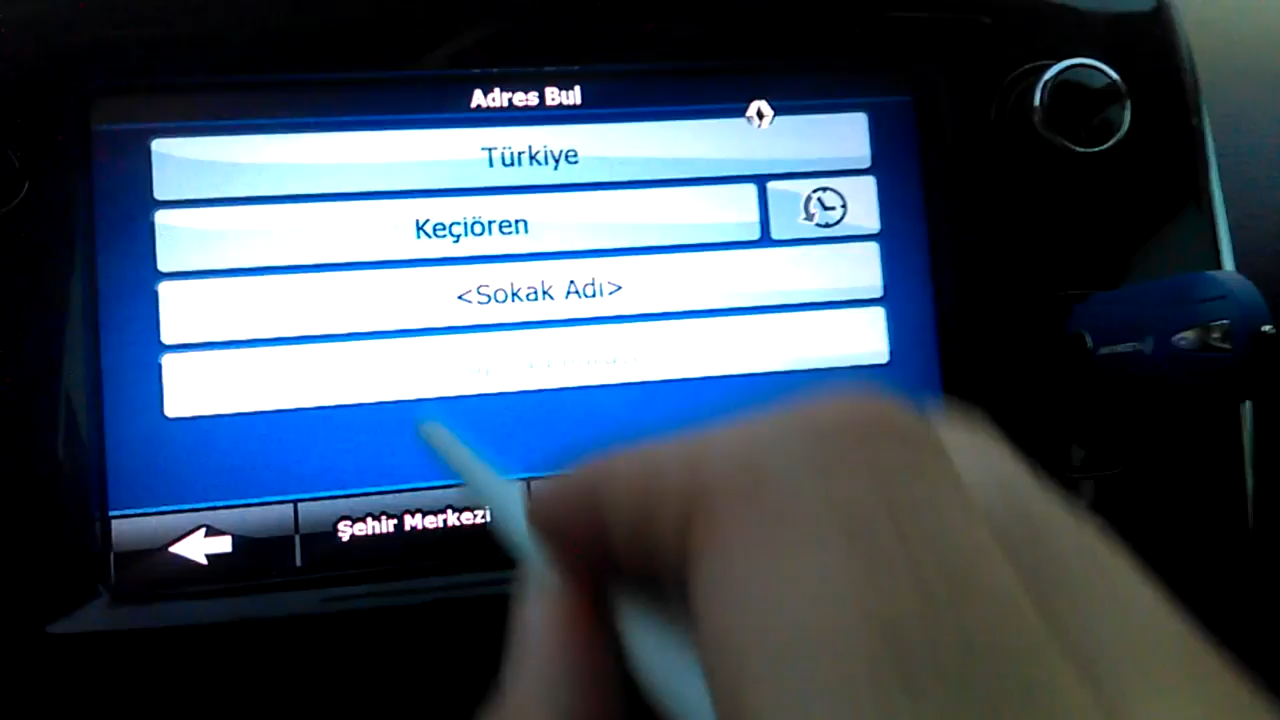 Adres Bul
Türkiye
Keçiören
<Sokak Adı>
Şehir Merkezi